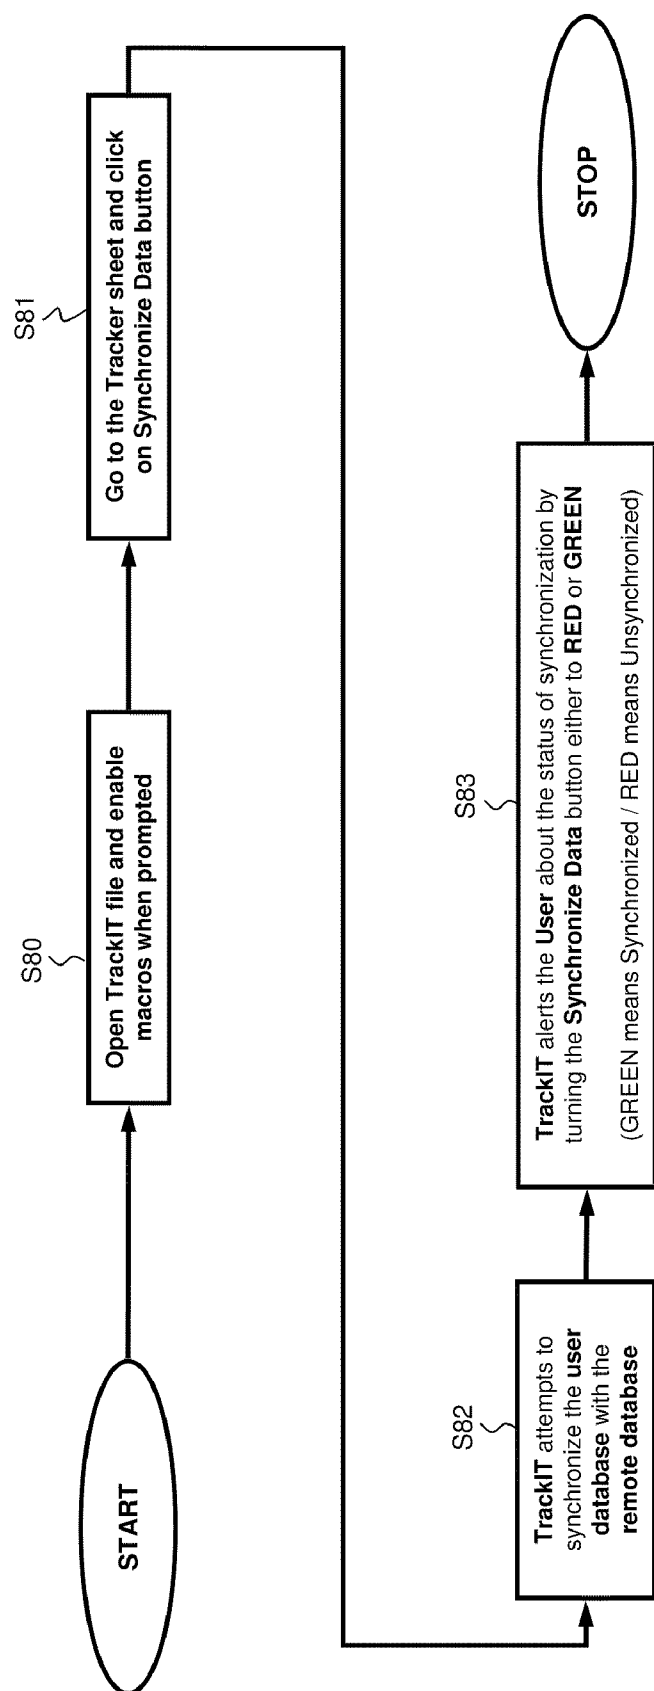 START
S80
Open TrackIT file and enable
macros when prompted
S81
Go to the Tracker sheet and click
on Synchronize Data button
S82
TrackIT attempts to
synchronize the user
database with the
remote database
S83
TrackIT alerts the User about the status of synchronization by
turning the Synchronize Data button either to RED or GREEN
(GREEN means Synchronized / RED means Unsynchronized)
STOP